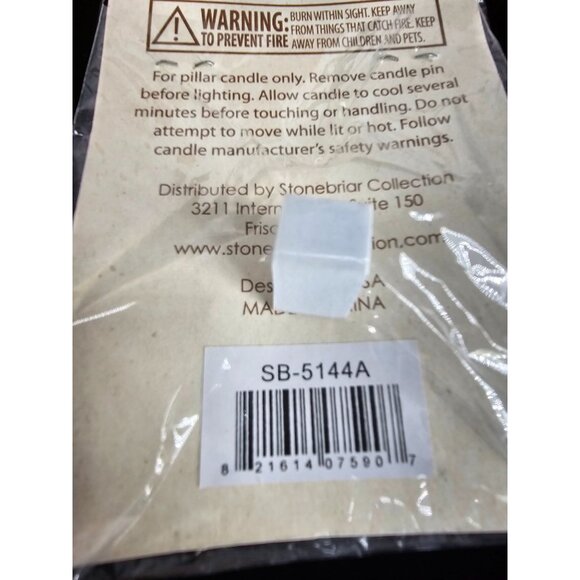 WARNING: BURN WITHIN SIGHT. KEEP AWAY
TO PREVENT FIRE FROM THINGS THAT CATCH FIRE. KEEP
AWAY FROM CHILDREN AND PETS.
For pillar candle only. Remove candle pin
before lighting. Allow candle to cool several
minutes before touching or handling. Do not
attempt to move while lit or hot. Follow
candle manufacturer's safety warnings.
Distributed by Stonebriar Collection
3211 150
www.stone
MAD
SB-5144A
8 21614 07590 7